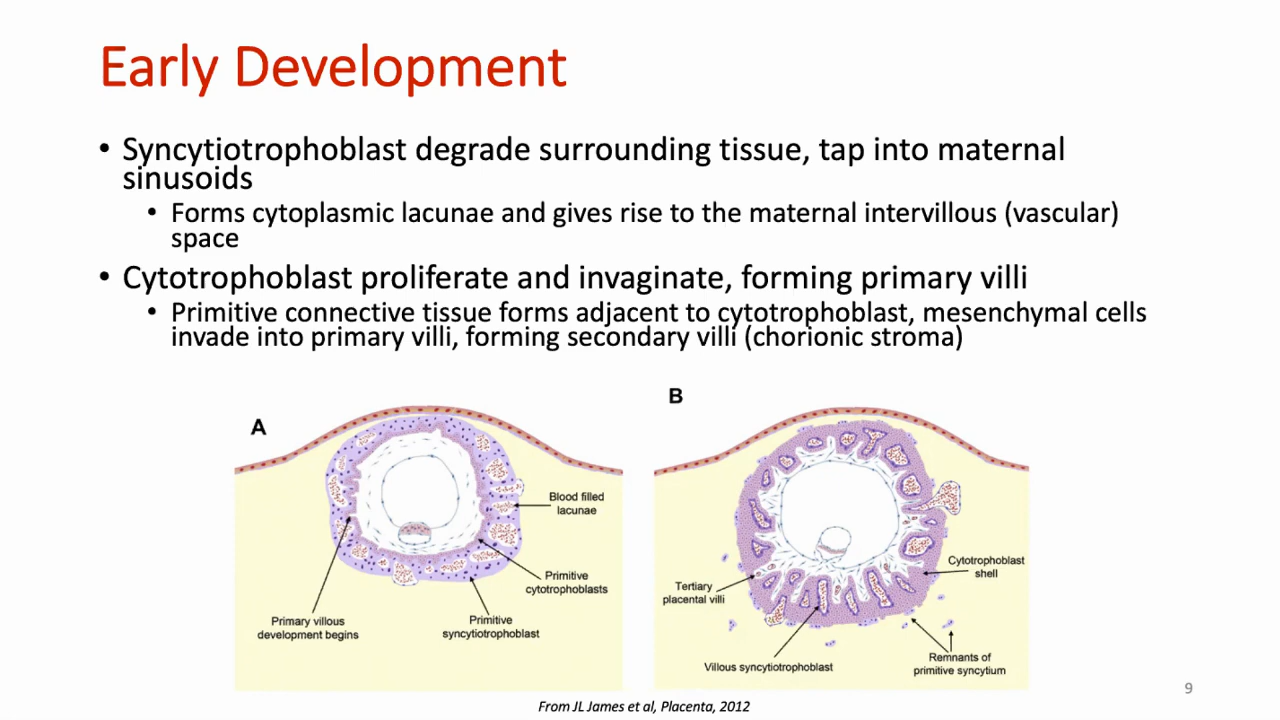 Early Development
• Syncytiotrophoblast degrade surrounding tissue, tap into maternal
sinusoids
• Forms cytoplasmic lacunae and gives rise to the maternal intervillous (vascular)
space
• Cytotrophoblast proliferate and invaginate, forming primary villi
• Primitive connective tissue forms adjacent to cytotrophoblast, mesenchymal cells
invade into primary villi, forming secondary villi (chorionic stroma)
A
Blood filled
lacunae
Primitive
cytotrophoblasts
Primary villous
development begins
Primitive
syncytiotrophoblast
B
Cytotrophoblast
shell
Tertiary
placental villi
Villous syncytiotrophoblast
Remnants of
primitive syncytium
From JL James et al, Placenta, 2012
9